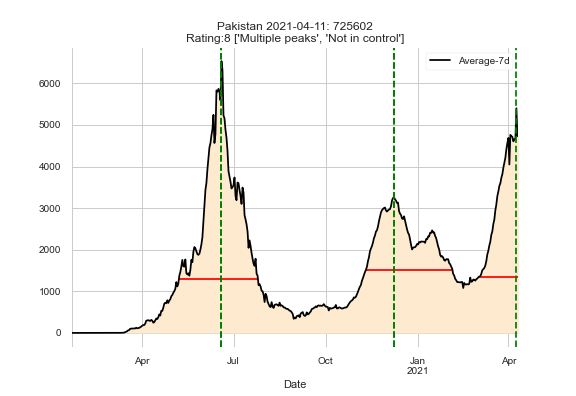 Pakistan 2021-04-11: 725602
Rating:8 ['Multiple peaks', 'Not in control']
Average-7d
6000
5000
4000
3000
2000
1000
0
Apr
Jul
Oct
Jan
2021
Apr
Date